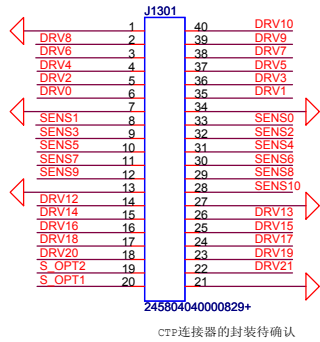 J1301
1 40 DRV10
DRV8 2 39 DRV9
DRV6 3 38 DRV7
DRV4 4 37 DRV5
DRV2 5 36 DRV3
DRV0 6 35 DRV1
7 34
SENS1 8 33 SENS0
SENS3 9 32 SENS2
SENS5 10 31 SENS4
SENS7 11 30 SENS6
SENS9 12 29 SENS8
13 28 SENS10
DRV12 14 27
DRV14 15 26 DRV13
DRV16 16 25 DRV15
DRV18 17 24 DRV17
DRV20 18 23 DRV19
S_OPT2 19 22 DRV21
S_OPT1 20 21
245804040000829+
CTP连接器的封装待确认